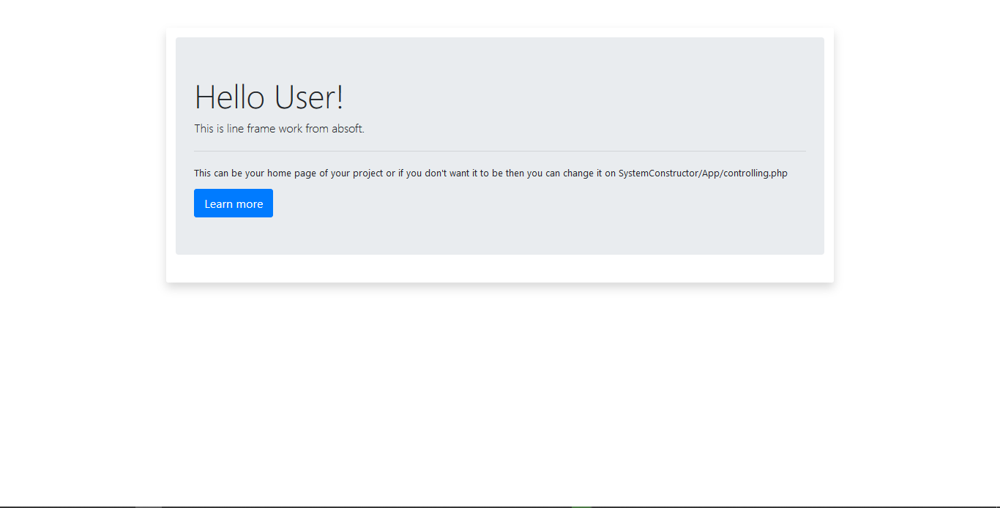 Hello User!
This is line frame work from absoft.
This can be your home page of your project or if you don't want it to be then you can change it on SystemConstructor/App/controlling.php
Learn more